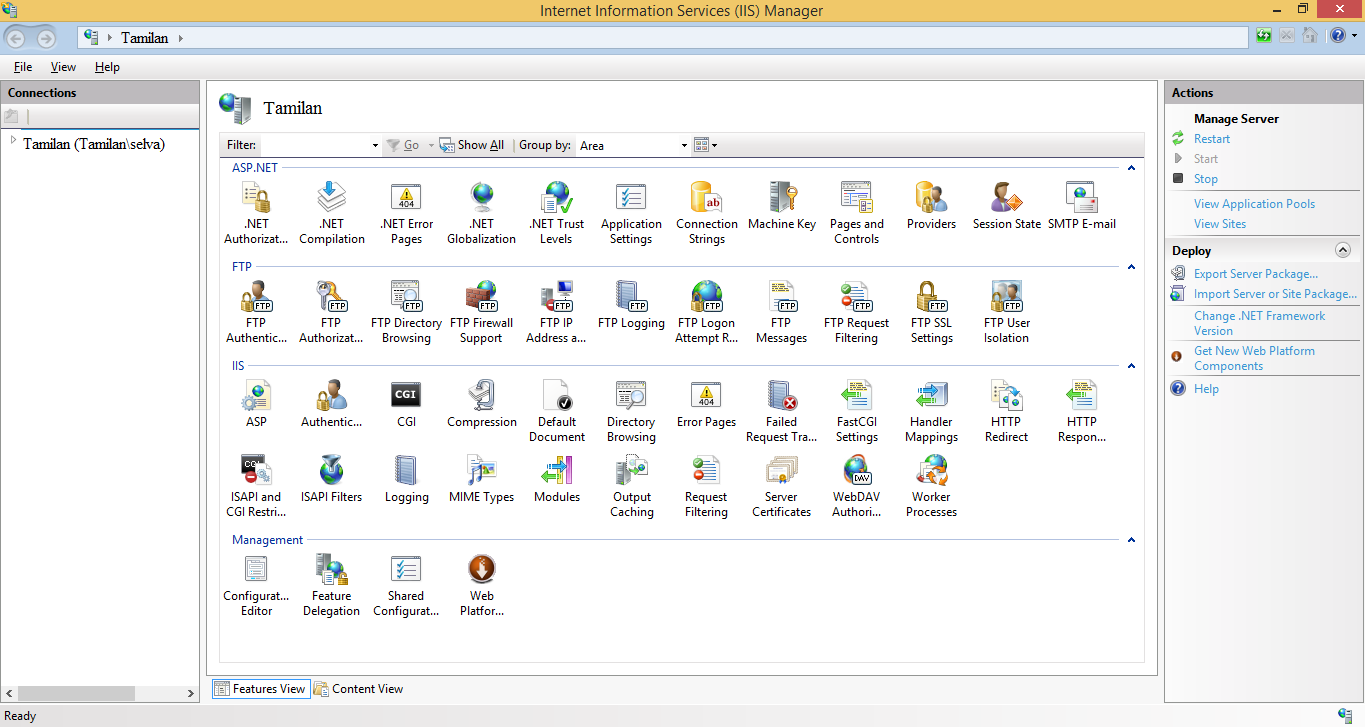 Internet Information Services (IIS) Manager
Tamilan
File View Help
Connections
Tamilan (Tamilan\selva)
Tamilan
Filter: Go Show All Group by: Area
ASP.NET
.NET Authorizat...
.NET Compilation
.NET Error Pages
.NET Globalization
.NET Trust Levels
Application Settings
Connection Strings
Machine Key
Pages and Controls
Providers
Session State
SMTP E-mail
FTP
FTP Authentic...
FTP Authorizat...
FTP Directory Browsing
FTP Firewall Support
FTP IP Address a...
FTP Logging
FTP Logon Attempt R...
FTP Messages
FTP Request Filtering
FTP SSL Settings
FTP User Isolation
IIS
ASP
Authentic...
CGI
Compression
Default Document
Directory Browsing
Error Pages
Failed Request Tra...
FastCGI Settings
Handler Mappings
HTTP Redirect
HTTP Respon...
ISAPI and CGI Restri...
ISAPI Filters
Logging
MIME Types
Modules
Output Caching
Request Filtering
Server Certificates
WebDAV Authori...
Worker Processes
Management
Configurat... Editor
Feature Delegation
Shared Configurat...
Web Platfor...
Features View
Content View
Actions
Manage Server
Restart
Start
Stop
View Application Pools
View Sites
Deploy
Export Server Package...
Import Server or Site Package...
Change .NET Framework
Version
Get New Web Platform
Components
Help
Ready